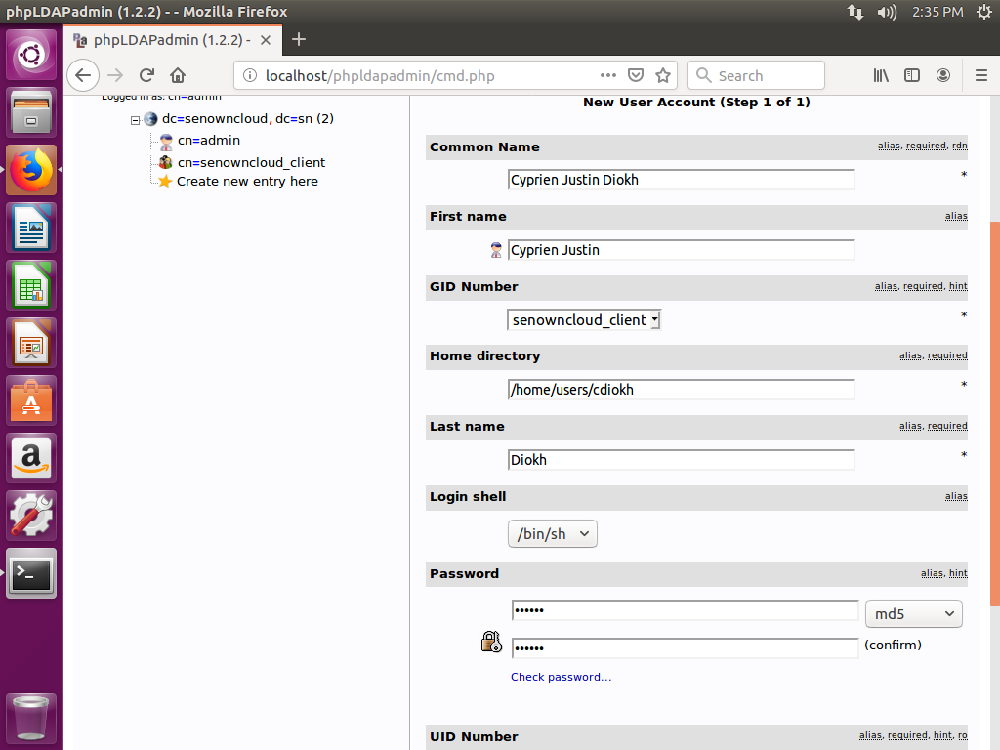 phpLDAPadmin (1.2.2) - - Mozilla Firefox 2:35 PM
phpLDAPadmin (1.2.2) -
localhost/phpldapadmin/cmd.php Search
Logged in as: cn=admin
dc=senowncloud, dc=sn (2)
cn=admin
cn=senowncloud_client
Create new entry here
New User Account (Step 1 of 1)
Common Name alias, required, rdn
Cyprien Justin Diokh *
First name alias
Cyprien Justin
GID Number alias, required, hint
senowncloud_client *
Home directory alias, required
/home/users/cdiokh *
Last name alias, required
Diokh *
Login shell alias
/bin/sh
Password alias, hint
•••••• md5
•••••• (confirm)
Check password...
UID Number alias, required, hint, ro